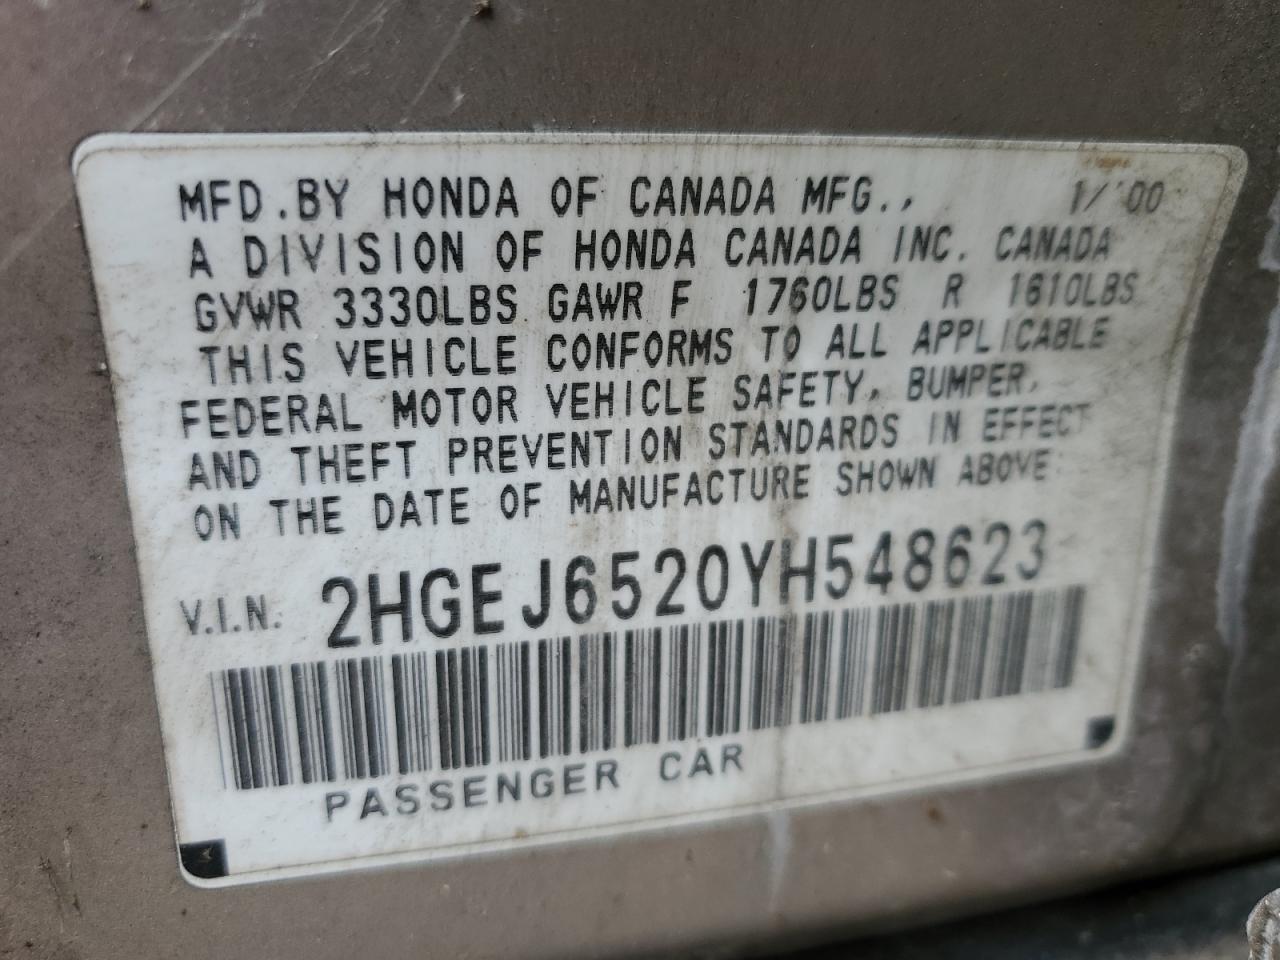 MFD. BY HONDA OF CANADA MFG., 1/'00
A DIVISION OF HONDA CANADA INC. CANADA
GVWR 3330LBS GAWR F 1760LBS R 1610LBS
THIS VEHICLE CONFORMS TO ALL APPLICABLE
FEDERAL MOTOR VEHICLE SAFETY, BUMPER,
AND THEFT PREVENTION STANDARDS IN EFFECT
ON THE DATE OF MANUFACTURE SHOWN ABOVE.
V.I.N.: 2HGEJ6520YH548623
PASSENGER CAR